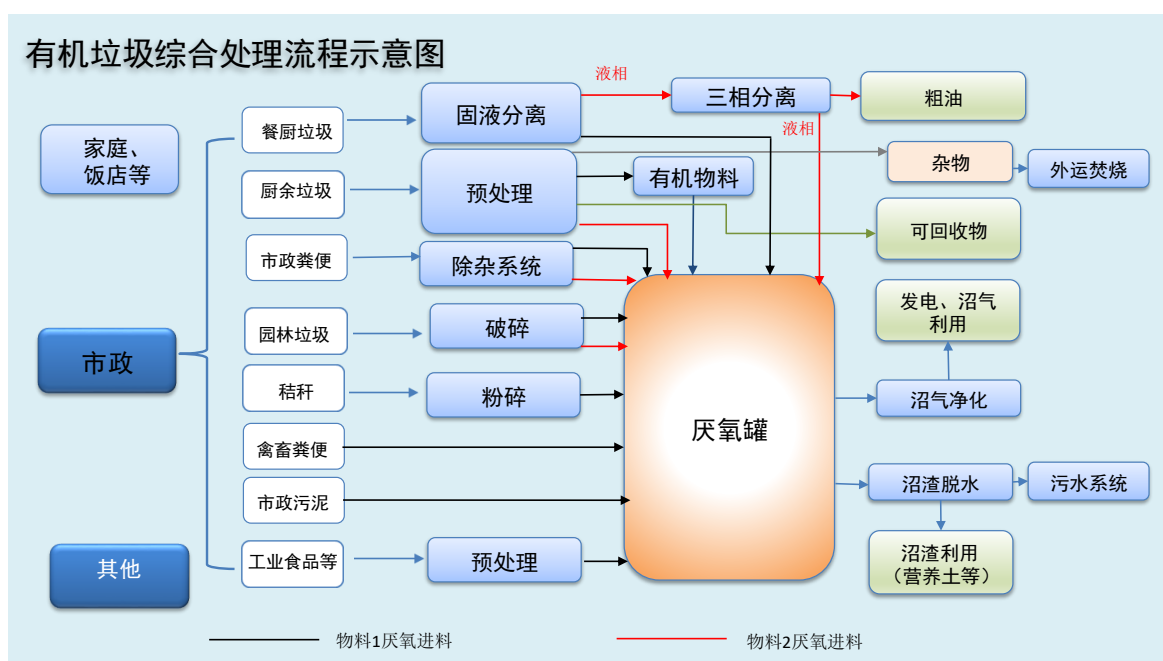 有机垃圾综合处理流程示意图
家庭、
饭店等
市政
其他
餐厨垃圾
厨余垃圾
市政粪便
园林垃圾
秸秆
禽畜粪便
市政污泥
工业食品等
固液分离
预处理
除杂系统
破碎
粉碎
预处理
液相
三相分离
液相
有机物料
厌氧罐
粗油
杂物
外运焚烧
可回收物
发电、沼气
利用
沼气净化
沼渣脱水
污水系统
沼渣利用
（营养土等）
物料1厌氧进料
物料2厌氧进料